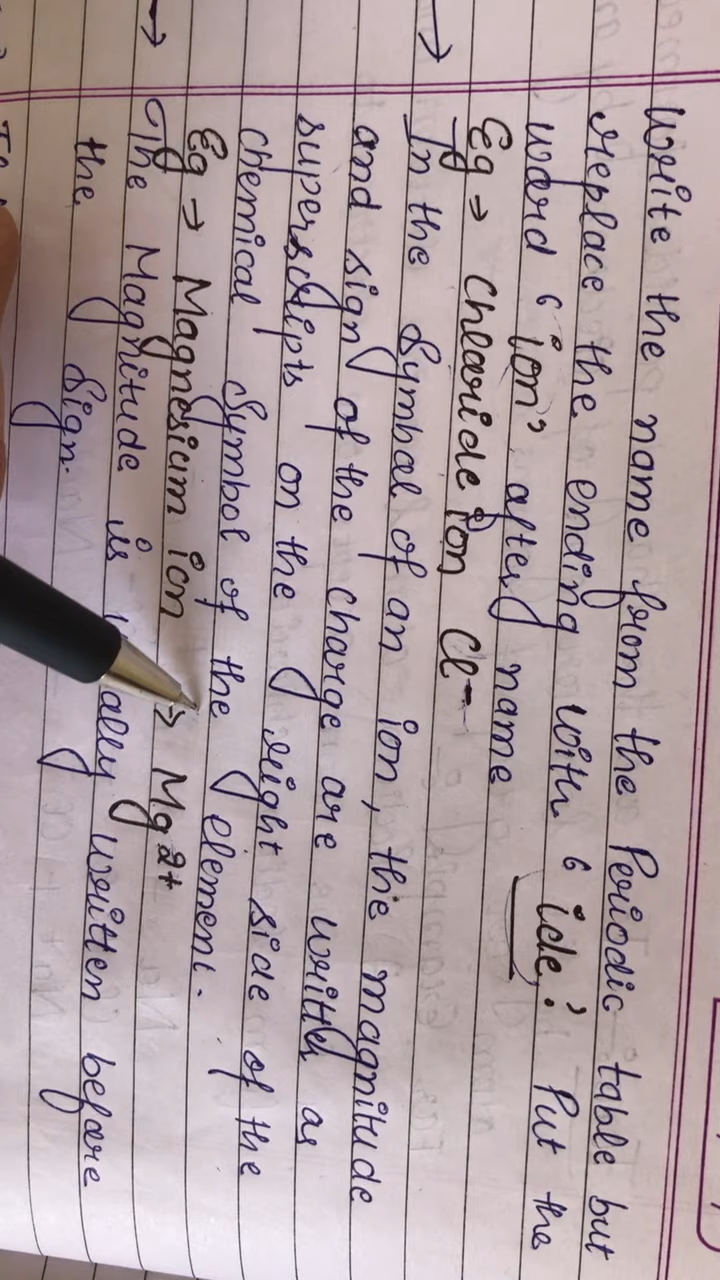 Write the name from the Periodic table but
replace the ending with 'ide'. Put the
word 'ion' after name
Eg → Chloride ion Cl-
→ In the Symbol of an ion, the magnitude
and sign of the charge are written as
superscripts on the right side of the
chemical Symbol of the element.
Eg → Magnesium ion → Mg2+
→ The Magnitude is written before
the Sign.